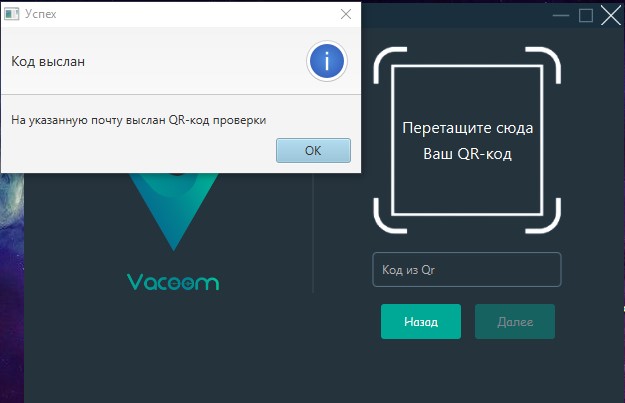 Успех
Код выслан
На указанную почту выслан QR-код проверки
OK
Vacoom
Перетащите сюда
Ваш QR-код
Код из Qr
Назад
Далее